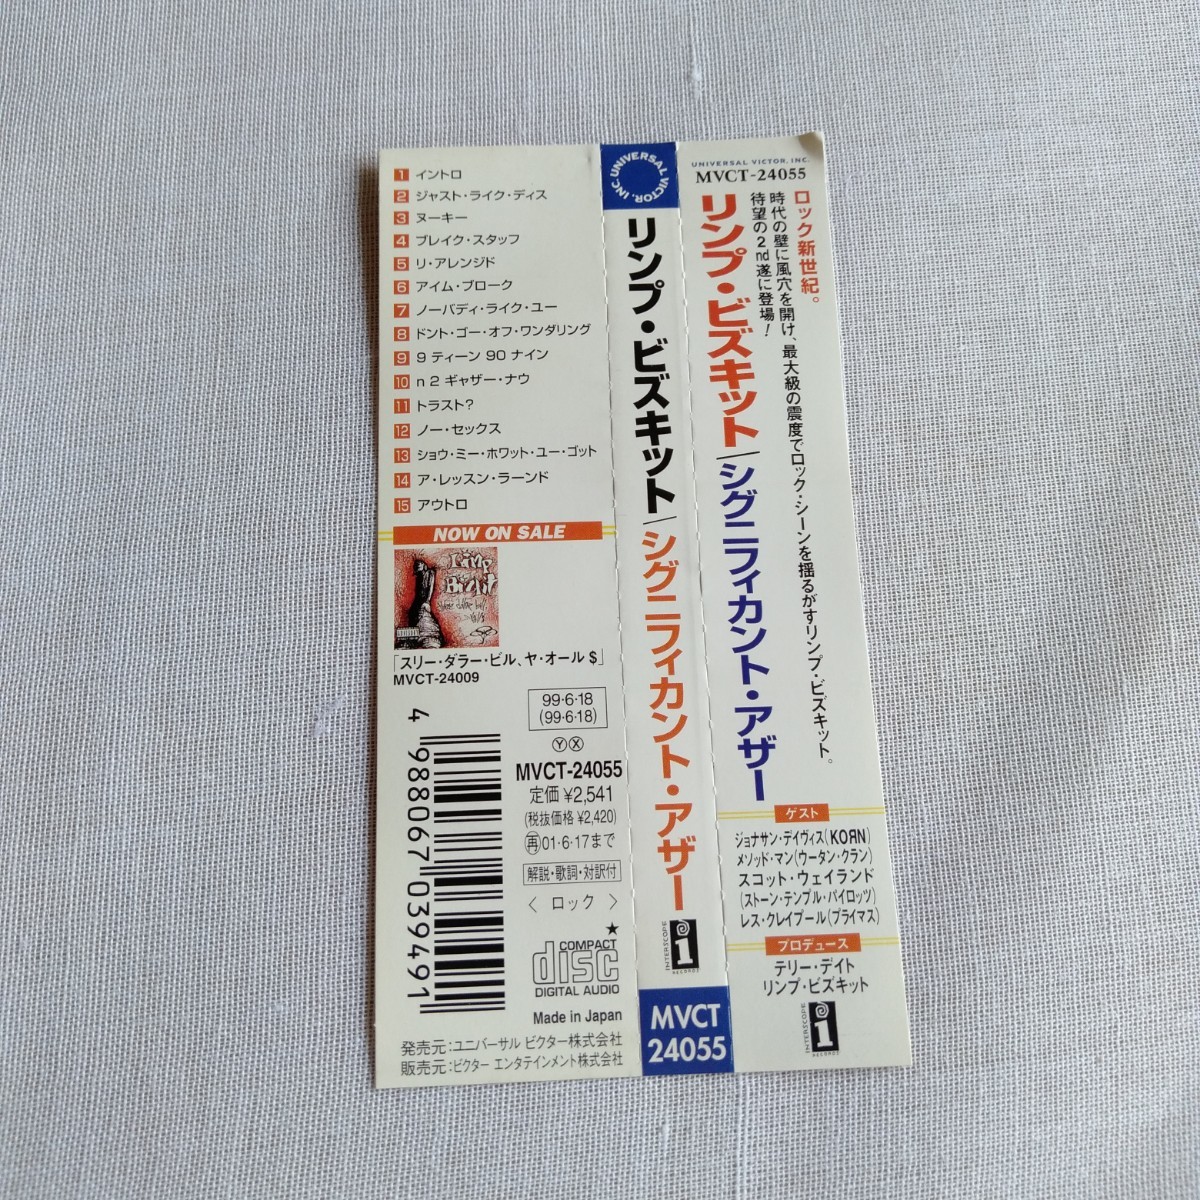 1 イントロ
2 ジャスト・ライク・ディス
3 ヌーキー
4 ブレイク・スタッフ
5 リ・アレンジド
6 アイム・ブローク
7 ノーバディ・ライク・ユー
8 ドント・ゴー・オフ・ワンダリング
9 9 ティーン 90 ナイン
10 n 2 ギャザー・ナウ
11 トラスト?
12 ノー・セックス
13 ショウ・ミー・ホワット・ユー・ゴット
14 ア・レッスン・ラーンド
15 アウトロ
NOW ON SALE
Limp
Bizkit
「スリー・ダラー・ビル、ヤ・オール$」
MVCT-24009
99・6・18
(99・6・18)
Ⓨ Ⓧ
MVCT-24055
定価 ¥2,541
(税抜価格 ¥2,420)
再 01・6・17まで
解説・歌詞・対訳付
〈 ロック 〉
★
COMPACT
disc
DIGITAL AUDIO
Made in Japan
4 988067 039491
発売元:ユニバーサル ビクター株式会社
販売元:ビクター エンタテインメント株式会社
UNIVERSAL VICTOR, INC.
リンプ・ビズキット/シグニフィカント・アザー
INTERSCOPE
i
RECORDS
MVCT
24055
UNIVERSAL VICTOR, INC.
MVCT-24055
ロック新世紀。
時代の壁に風穴を開け、最大級の震度でロック・シーンを揺るがすリンプ・ビズキット。
待望の2nd遂に登場!
リンプ・ビズキット/シグニフィカント・アザー
ゲスト
ジョナサン・デイヴィス(KOЯN)
メソッド・マン(ウータン・クラン)
スコット・ウェイランド
(ストーン・テンプル・パイロッツ)
レス・クレイプール(プライマス)
プロデュース
テリー・デイト
リンプ・ビズキット
INTERSCOPE
i
RECORDS